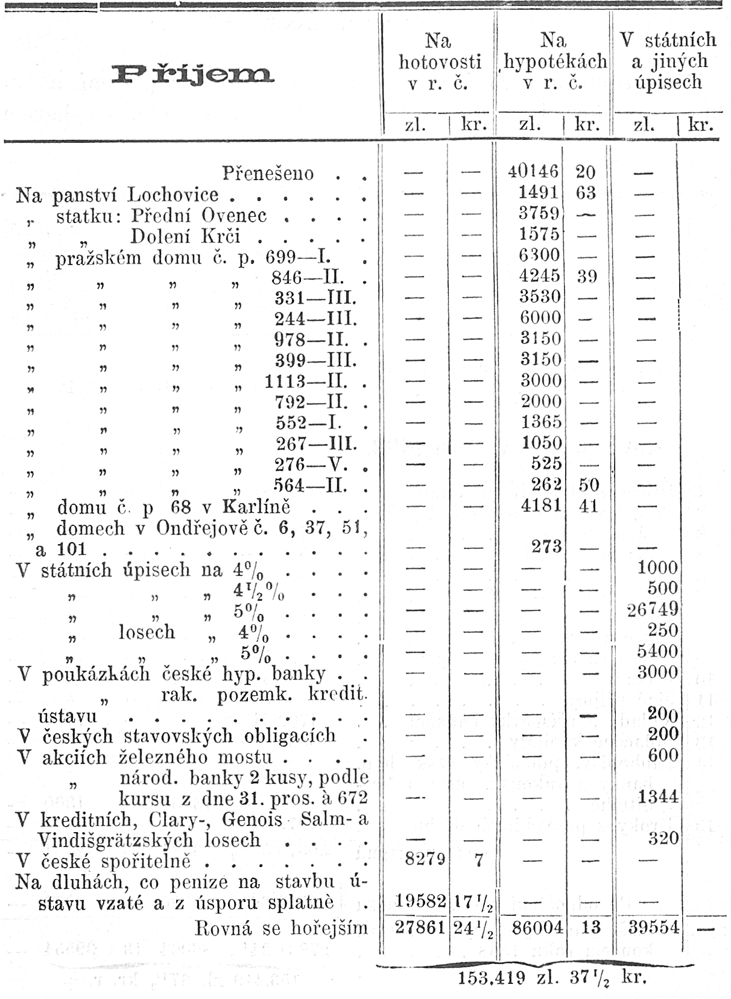 Příjem
Na hotovosti v r. č. | Na hypotékách v r. č. | V státních a jiných úpisech
zl. | kr. | zl. | kr. | zl. | kr.
Přenešeno . . — — 40146 20 —
Na panství Lochovice . . . . . . — — 1491 63 —
„ statku: Přední Ovenec . . . . — — 3759 — —
„ „ Dolení Krči . . . . . — — 1575 — —
„ pražském domu č. p. 699—I. . — — 6300 — —
„ „ „ „ 846—II. . — — 4245 39 —
„ „ „ „ 331—III. — — 3530 — —
„ „ „ „ 244—III. — — 6000 — —
„ „ „ „ 978—II. . — — 3150 — —
„ „ „ „ 399—III. — — 3150 — —
„ „ „ „ 1113—II. . — — 3000 — —
„ „ „ „ 792—II. . — — 2000 — —
„ „ „ „ 552—I. . — — 1365 — —
„ „ „ „ 267—III. — — 1050 — —
„ „ „ „ 276—V. . — — 525 — —
„ „ „ „ 564—II. . — — 262 50 —
„ domu č. p 68 v Karlíně . . . — — 4181 41 —
„ domech v Ondřejově č. 6, 37, 51,
a 101 . . . . . . . . . . . — — 273 — —
V státních úpisech na 4% . . . . — — — — 1000
„ „ „ 4½% . . . — — — — 500
„ „ „ 5% . . . . — — — — 26749
„ losech „ 4% . . . . — — — — 250
„ „ „ 5% . . . . — — — — 5400
V poukázkách české hyp. banky . . — — — — 3000
„ rak. pozemk. kredit.
ústavu . . . . . . . . . . — — — — 200
V českých stavovských obligacích . — — — — 200
V akciích železného mostu . . . . — — — — 600
„ národ. banky 2 kusy, podle
kursu z dne 31. pros. à 672 — — — — 1344
V kreditních, Clary-, Genois Salm- a
Vindišgrätzských losech . . . . — — — — 320
V české spořitelně . . . . . . . 8279 7 — — —
Na dluhách, co peníze na stavbu ú-
stavu vzaté a z úsporu splatně . 19582 17½ — — —
Rovná se hořejším 27861 24½ 86004 13 39554 —
153.419 zl. 37½ kr.